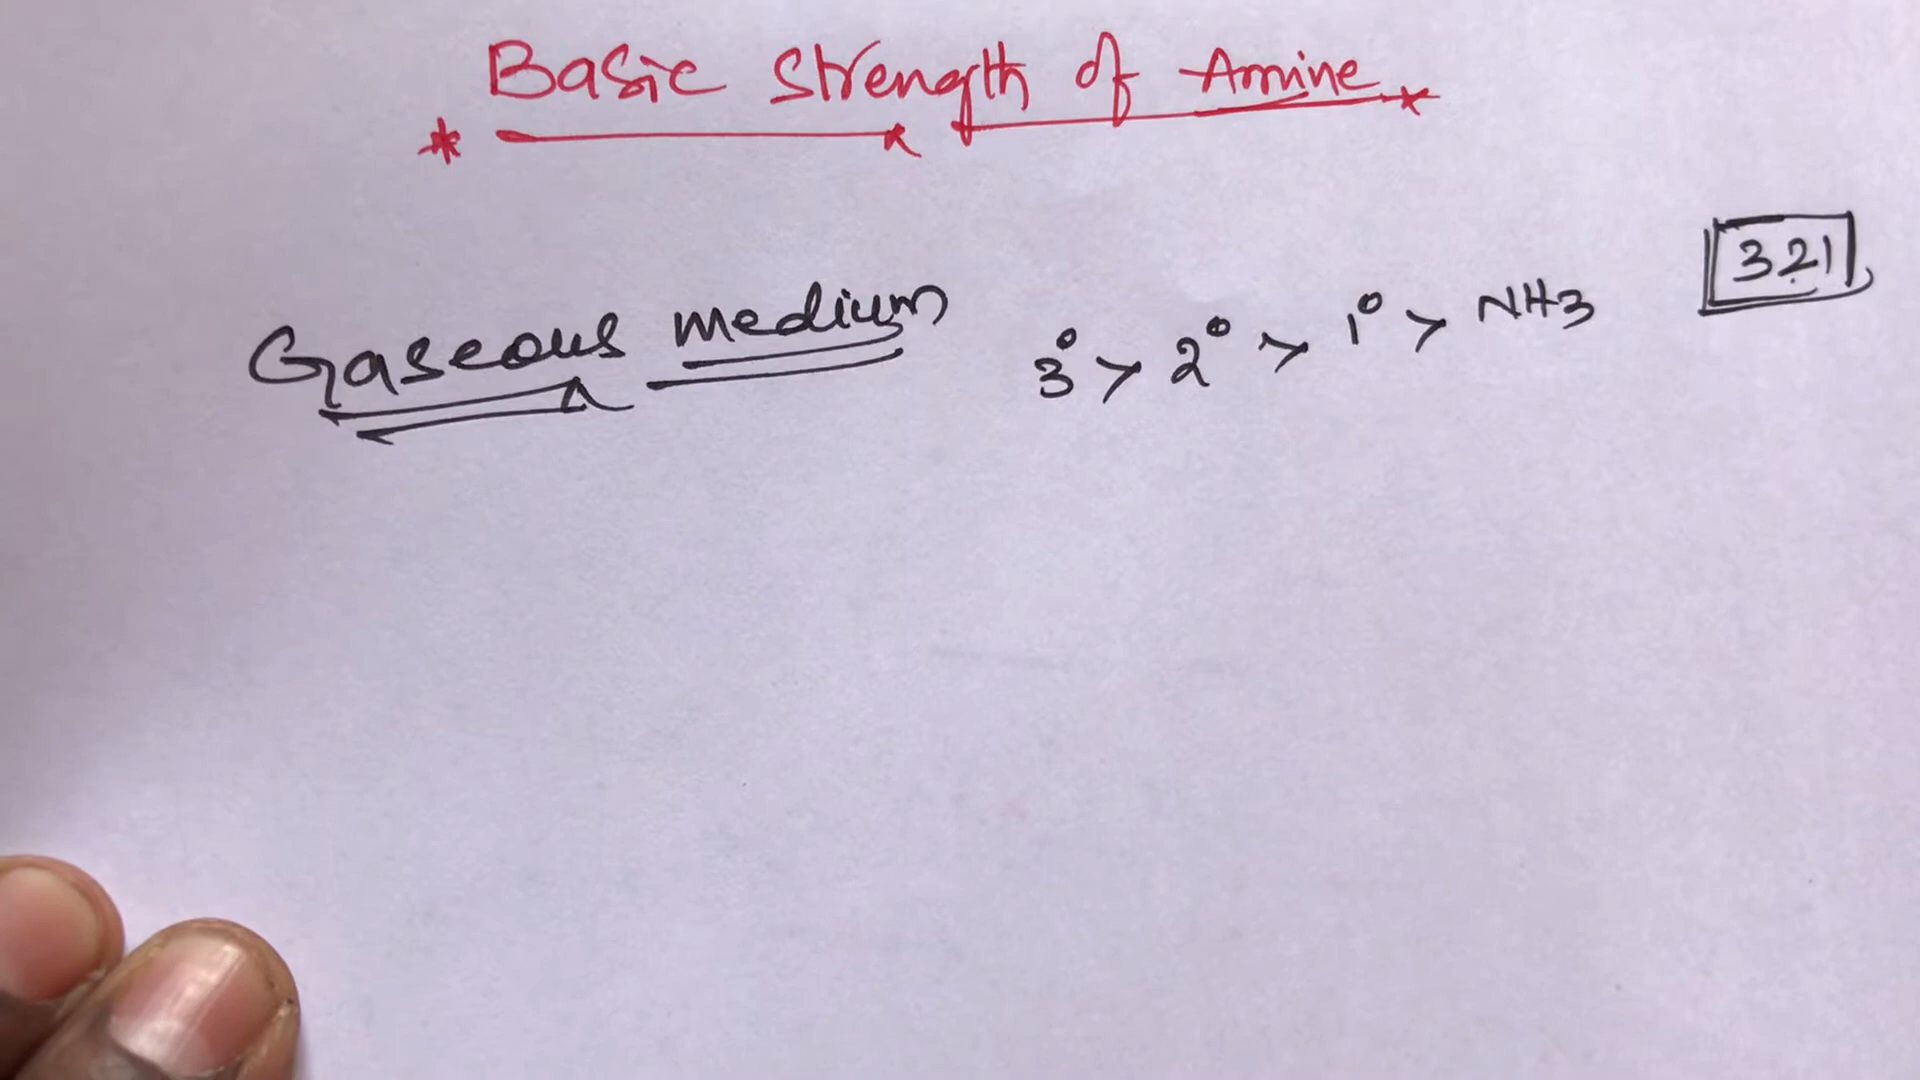 Basic Strength of Amine
Gaseous medium 3° > 2° > 1° > NH3 321